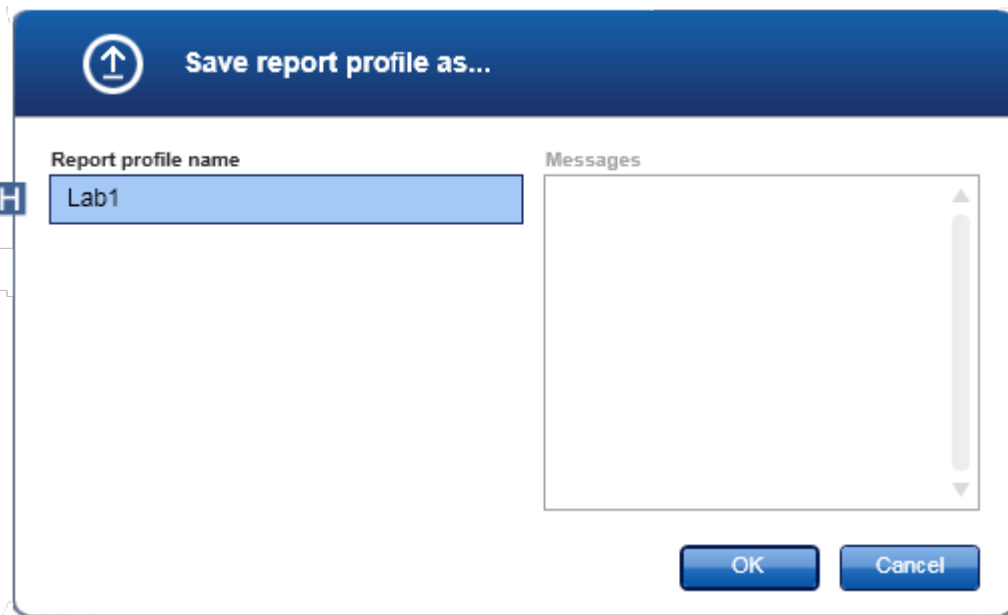 Save report profile as...
Report profile name
Messages
H
Lab1
OK
Cancel